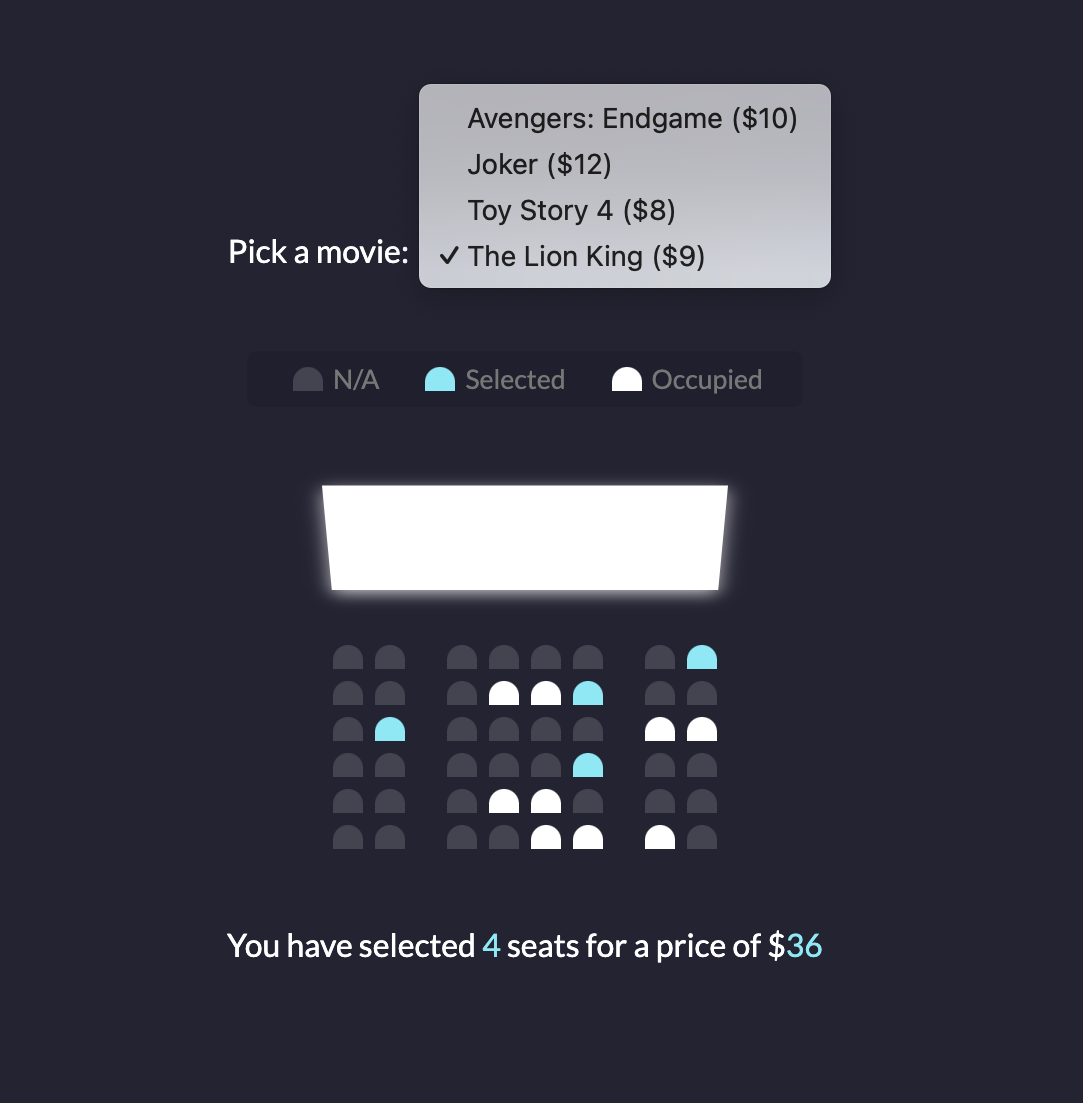 Avengers: Endgame ($10)
Joker ($12)
Toy Story 4 ($8)
Pick a movie: ✓ The Lion King ($9)
N/A Selected Occupied
You have selected 4 seats for a price of $36